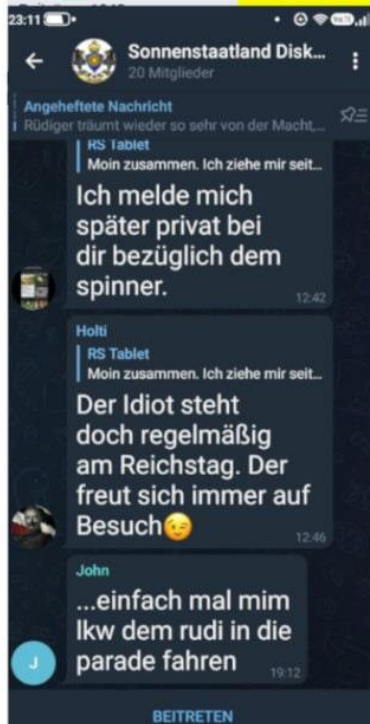 23:11
Sonnenstaatland Disk...
20 Mitglieder
Angeheftete Nachricht
Rüdiger träumt wieder so sehr von der Macht,...
RS Tablet
Moin zusammen. Ich ziehe mir seit...
Ich melde mich
später privat bei
dir bezüglich dem
spinner.
12:42
Holti
RS Tablet
Moin zusammen. Ich ziehe mir seit...
Der Idiot steht
doch regelmäßig
am Reichstag. Der
freut sich immer auf
Besuch😉
12:46
John
...einfach mal mim
lkw dem rudi in die
parade fahren
19:12
J
BEITRETEN